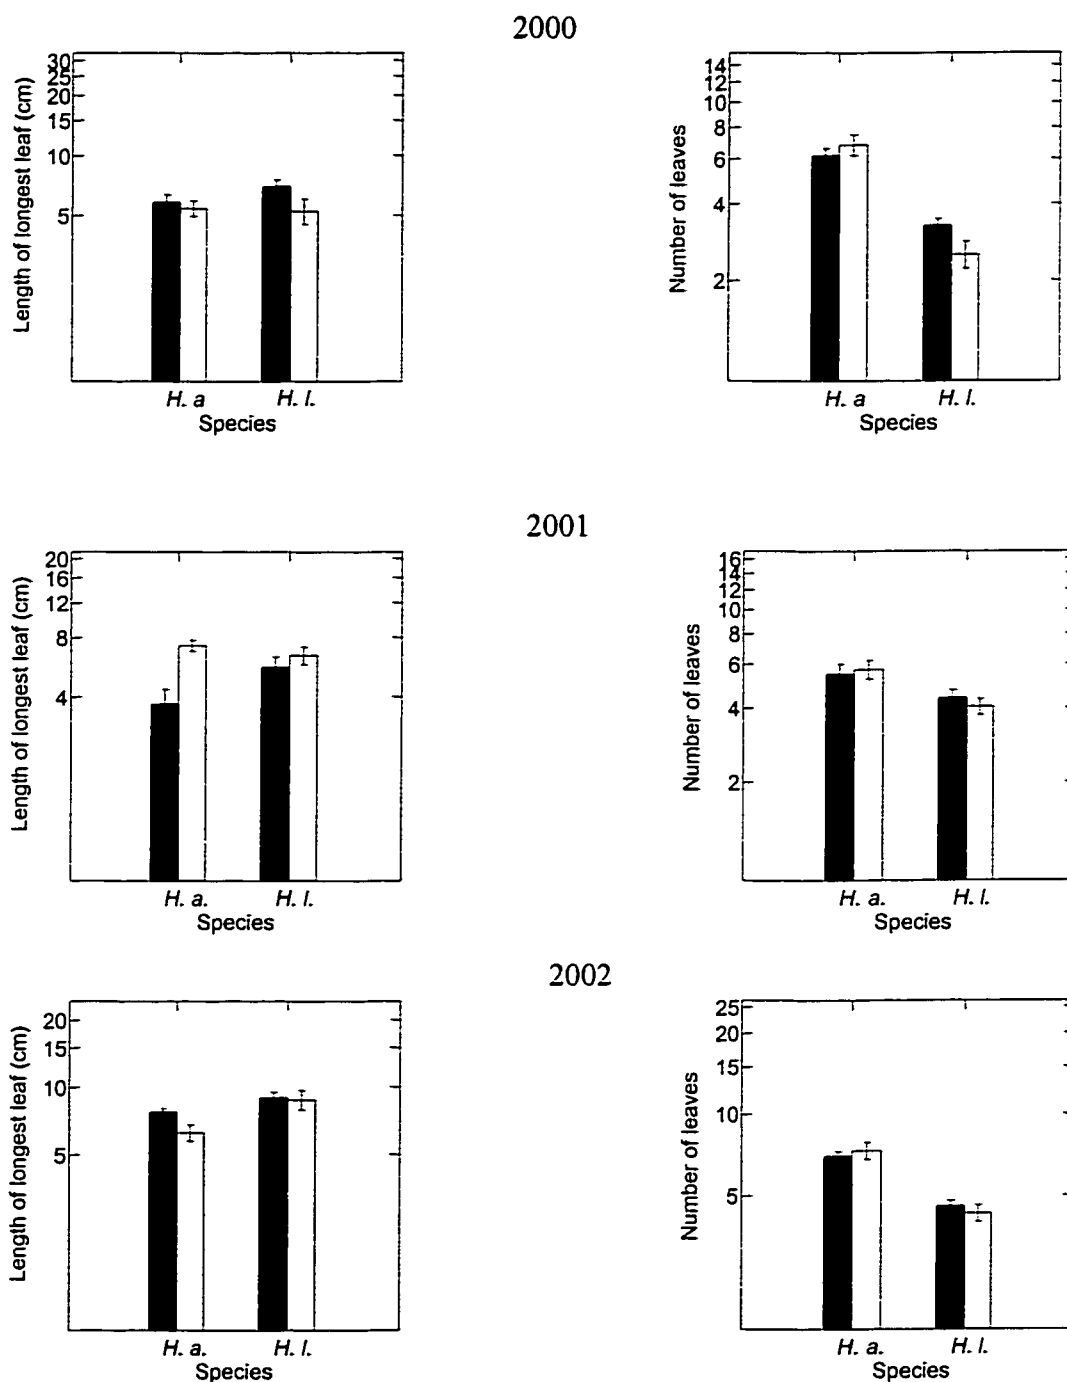 2000
Length of longest leaf (cm)
30
25
20
15
10
5
H. a
H. l.
Species
Number of leaves
14
12
10
8
6
4
2
H. a
H. l.
Species
2001
Length of longest leaf (cm)
20
16
12
8
4
H. a.
H. l.
Species
Number of leaves
16
14
12
10
8
6
4
2
H. a.
H. l.
Species
2002
Length of longest leaf (cm)
20
15
10
5
H. a.
H. l.
Species
Number of leaves
25
20
15
10
5
H. a.
H. l.
Species